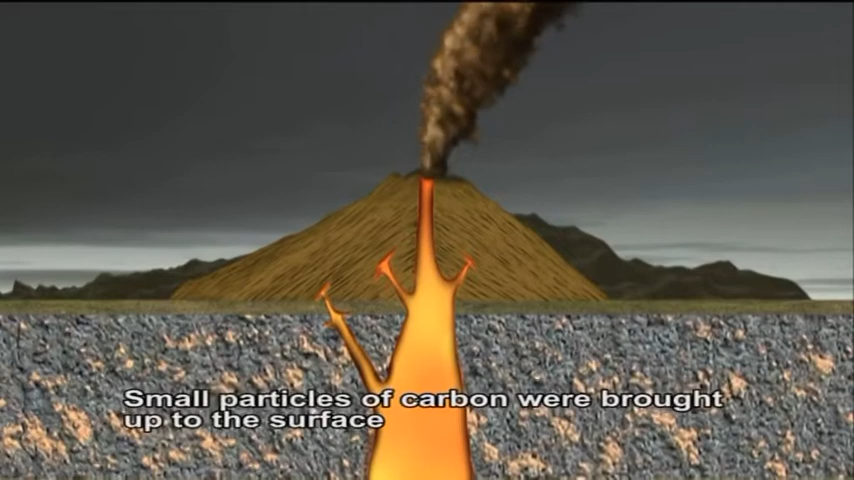 Small particles of carbon were brought
up to the surface